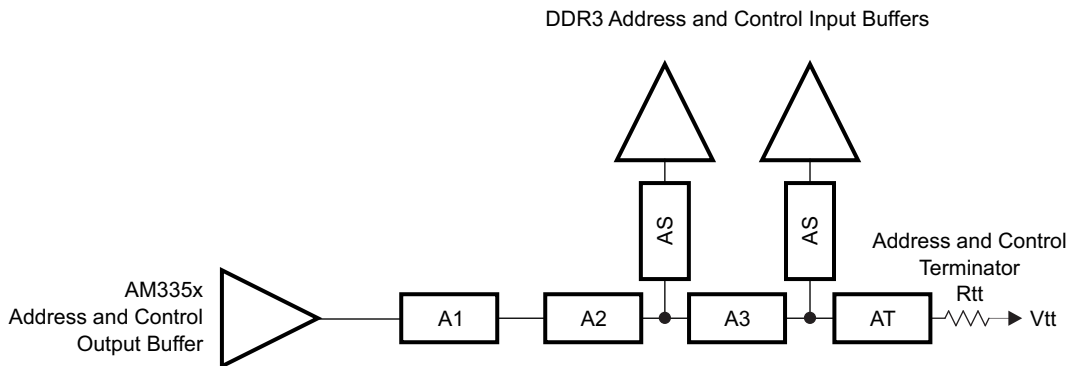 DDR3 Address and Control Input Buffers
AS
AS
Address and Control
Terminator
Rtt
AM335x
Address and Control
Output Buffer
A1
A2
A3
AT
Vtt